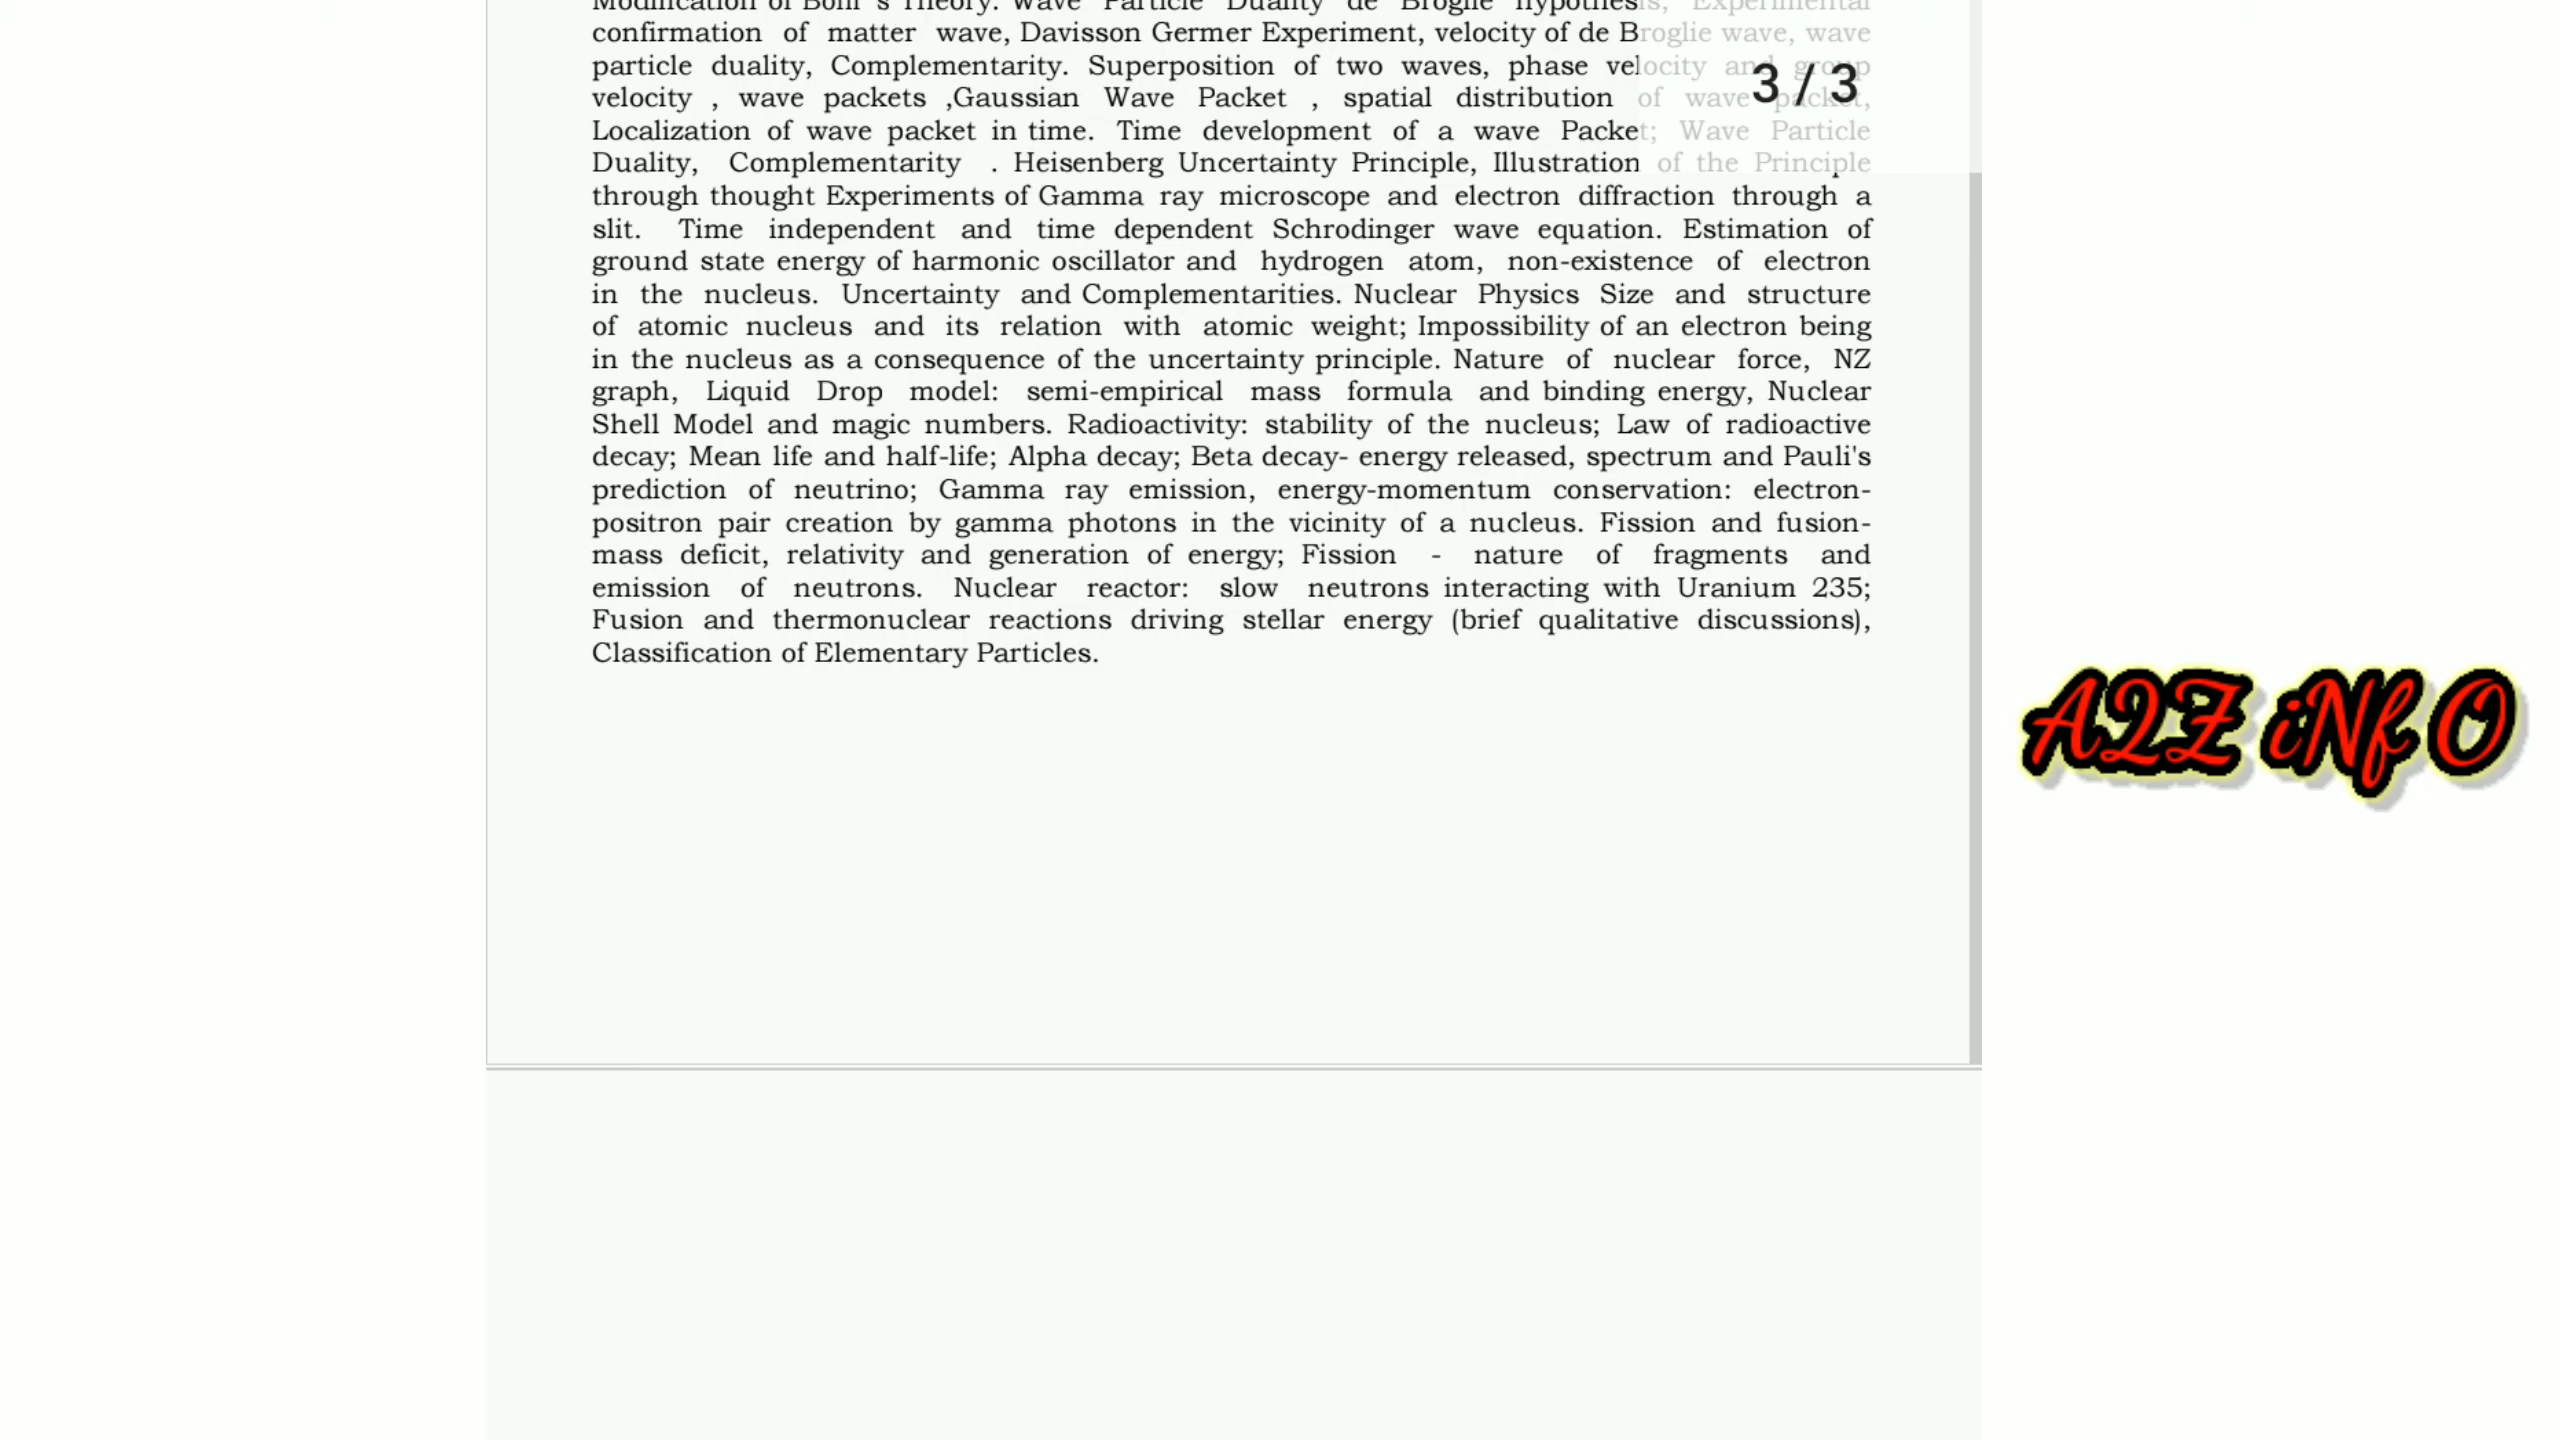 Modification of Bohr's Theory. Wave Particle Duality de Broglie hypothesis, Experimental
confirmation of matter wave, Davisson Germer Experiment, velocity of de Broglie wave, wave
particle duality, Complementarity. Superposition of two waves, phase velocity and group
velocity , wave packets ,Gaussian Wave Packet , spatial distribution of wave packet,
3 / 3
Localization of wave packet in time. Time development of a wave Packet; Wave Particle
Duality, Complementarity . Heisenberg Uncertainty Principle, Illustration of the Principle
through thought Experiments of Gamma ray microscope and electron diffraction through a
slit. Time independent and time dependent Schrodinger wave equation. Estimation of
ground state energy of harmonic oscillator and hydrogen atom, non-existence of electron
in the nucleus. Uncertainty and Complementarities. Nuclear Physics Size and structure
of atomic nucleus and its relation with atomic weight; Impossibility of an electron being
in the nucleus as a consequence of the uncertainty principle. Nature of nuclear force, NZ
graph, Liquid Drop model: semi-empirical mass formula and binding energy, Nuclear
Shell Model and magic numbers. Radioactivity: stability of the nucleus; Law of radioactive
decay; Mean life and half-life; Alpha decay; Beta decay- energy released, spectrum and Pauli's
prediction of neutrino; Gamma ray emission, energy-momentum conservation: electron-
positron pair creation by gamma photons in the vicinity of a nucleus. Fission and fusion-
mass deficit, relativity and generation of energy; Fission - nature of fragments and
emission of neutrons. Nuclear reactor: slow neutrons interacting with Uranium 235;
Fusion and thermonuclear reactions driving stellar energy (brief qualitative discussions),
Classification of Elementary Particles.
A2Z iNfO